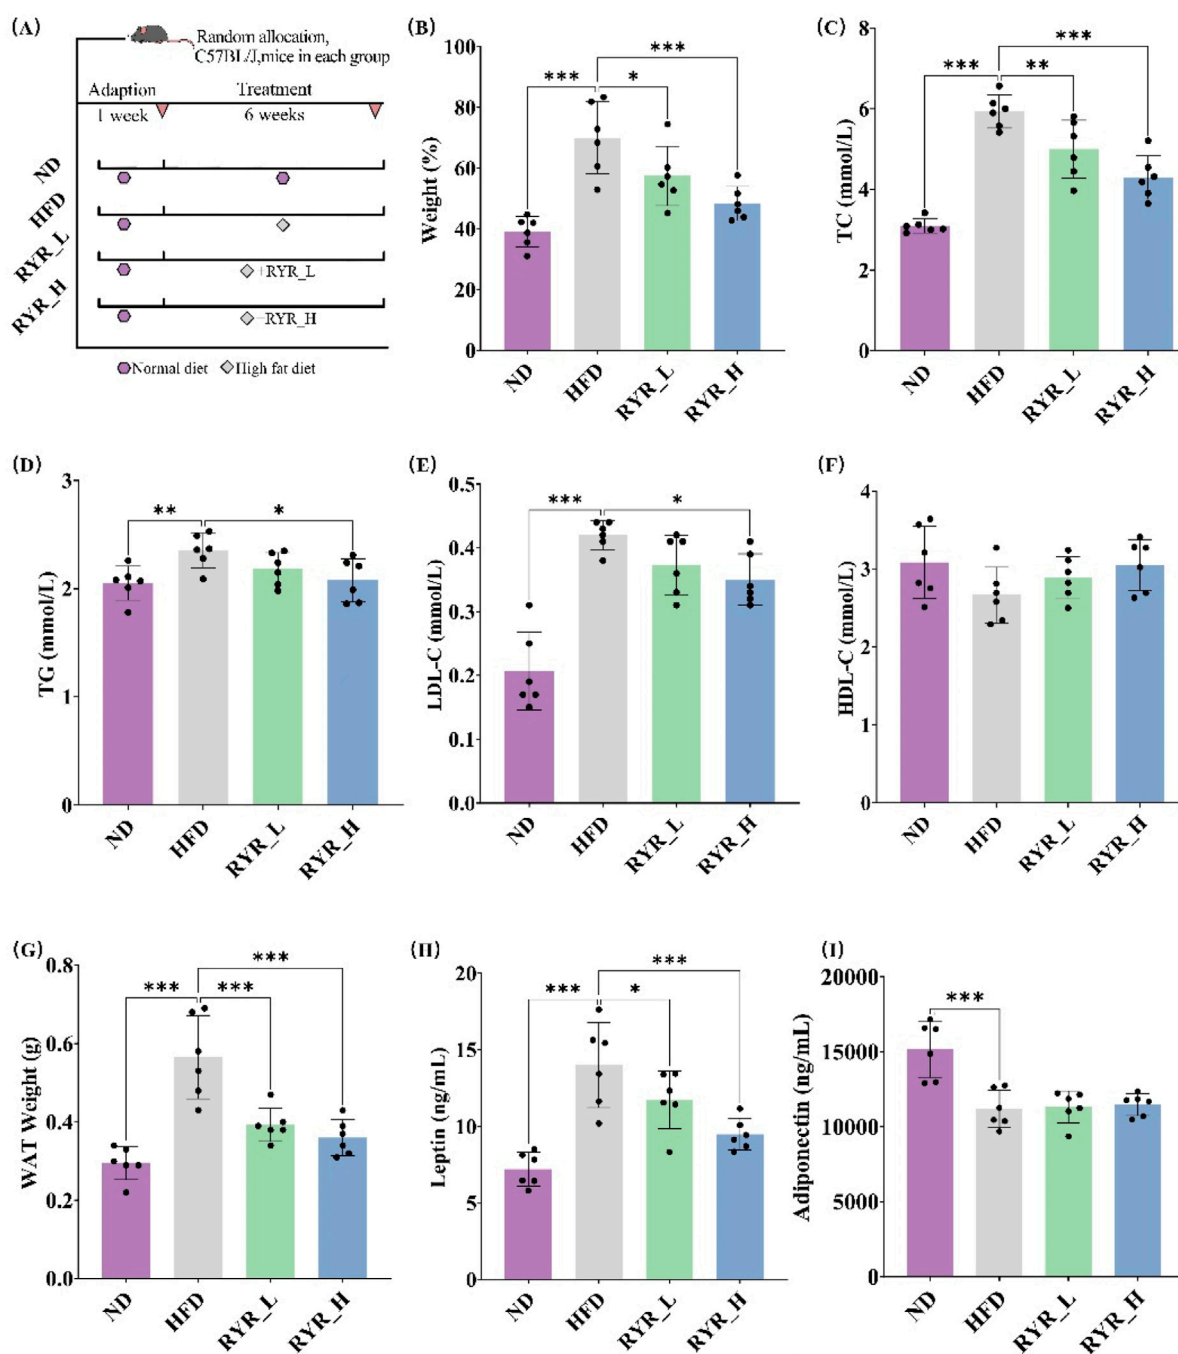 (A)
Random allocation,
C57BL/J,mice in each group
Adaption Treatment
1 week 6 weeks
ND
HFD
RYR_L
+RYR_L
RYR_H
RYR_H
Normal diet High fat diet
(B)
Weight (%)
100
80
60
40
20
0
*** * ***
ND HFD RYR_L RYR_H
(C)
TC (mmol/L)
8
6
4
2
0
*** ** ***
ND HFD RYR_L RYR_H
(D)
TG (mmol/L)
3
2
1
0
** *
ND HFD RYR_L RYR_H
(E)
LDL-C (mmol/L)
0.5
0.4
0.3
0.2
0.1
0.0
*** *
ND HFD RYR_L RYR_H
(F)
HDL-C (mmol/L)
4
3
2
1
0
ND HFD RYR_L RYR_H
(G)
WAT Weight (g)
0.8
0.6
0.4
0.2
0.0
*** *** ***
ND HFD RYR_L RYR_H
(H)
Leptin (ng/mL)
20
15
10
5
0
*** * ***
ND HFD RYR_L RYR_H
(I)
Adiponectin (ng/mL)
20000
15000
10000
5000
0
***
ND HFD RYR_L RYR_H